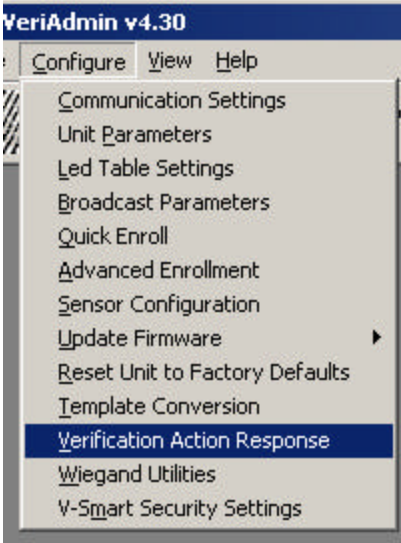 VeriAdmin v4.30
Configure View Help
Communication Settings
Unit Parameters
Led Table Settings
Broadcast Parameters
Quick Enroll
Advanced Enrollment
Sensor Configuration
Update Firmware
Reset Unit to Factory Defaults
Template Conversion
Verification Action Response
Wiegand Utilities
V-Smart Security Settings